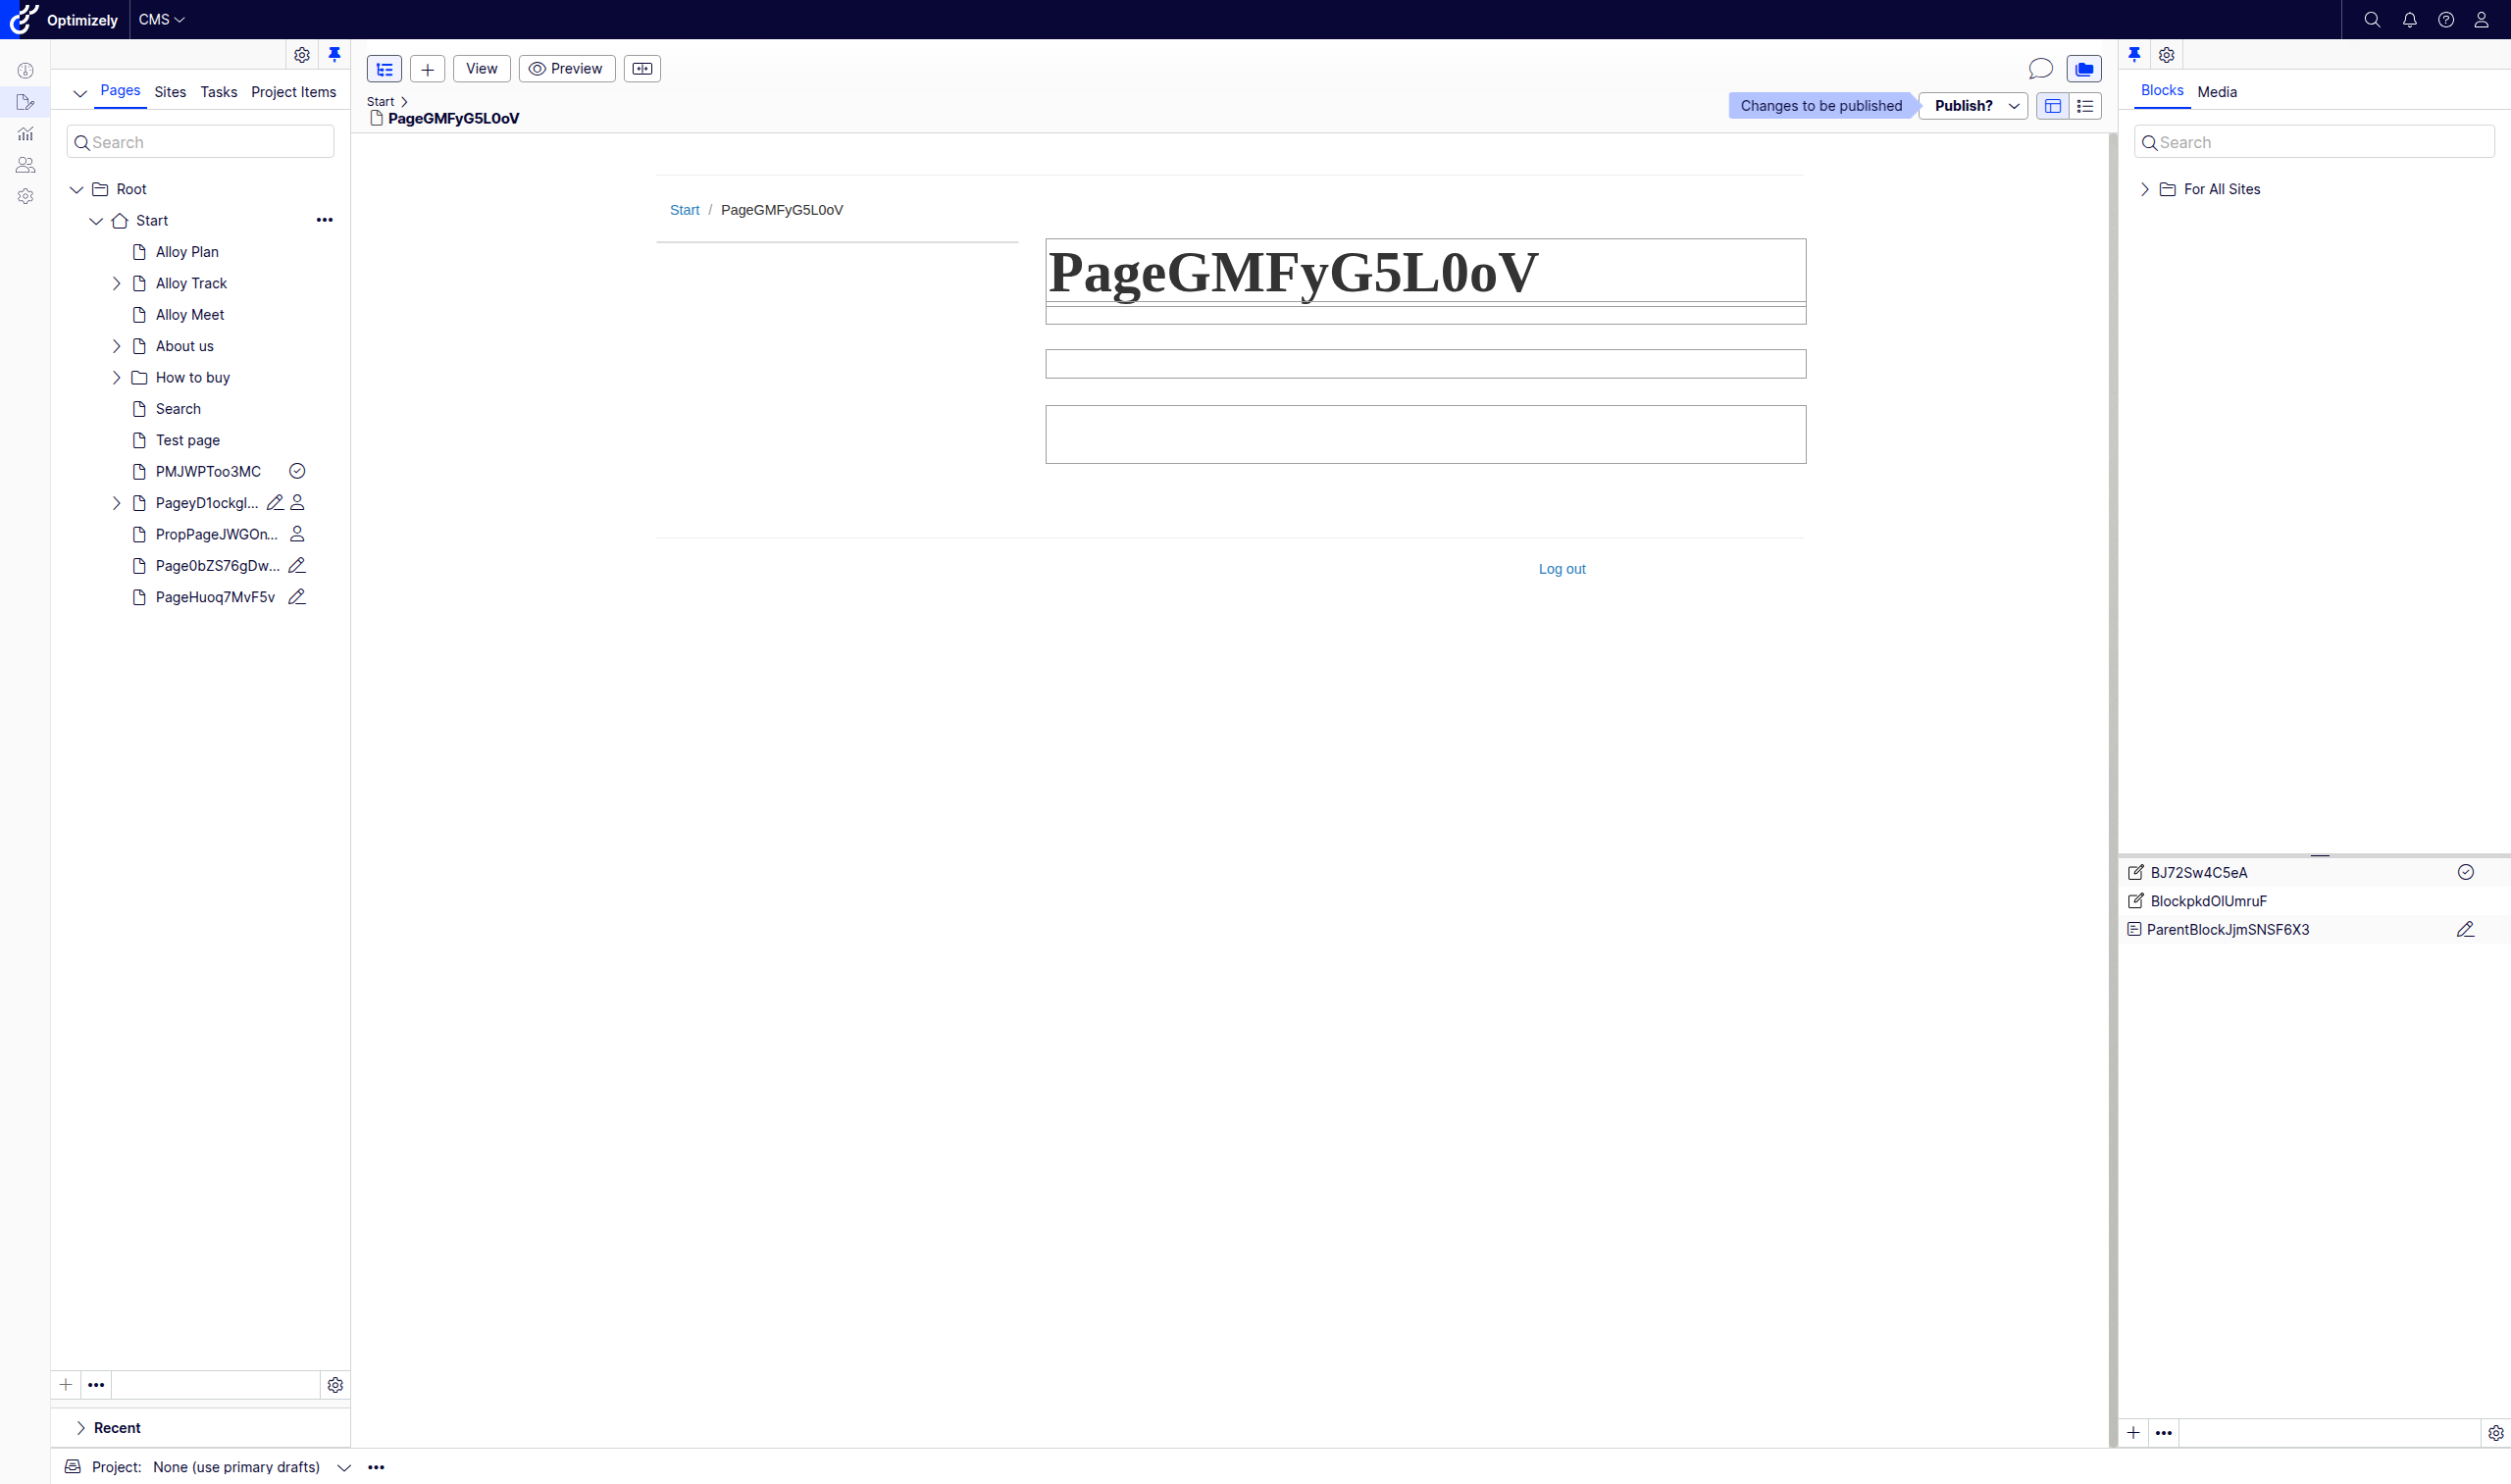 Optimizely CMS
Pages Sites Tasks Project Items
Search
Root
Start
Alloy Plan
Alloy Track
Alloy Meet
About us
How to buy
Search
Test page
PMJWPToo3MC
PageyD1ockgl...
PropPageJWGOn...
Page0bZS76gDw...
PageHuoq7MvF5v
Recent
Project: None (use primary drafts)
View Preview
Start
PageGMFyG5L0oV
Changes to be published Publish?
Start / PageGMFyG5L0oV
PageGMFyG5L0oV
Log out
Blocks Media
Search
For All Sites
BJ72Sw4C5eA
BlockpkdOlUmruF
ParentBlockJjmSNSF6X3